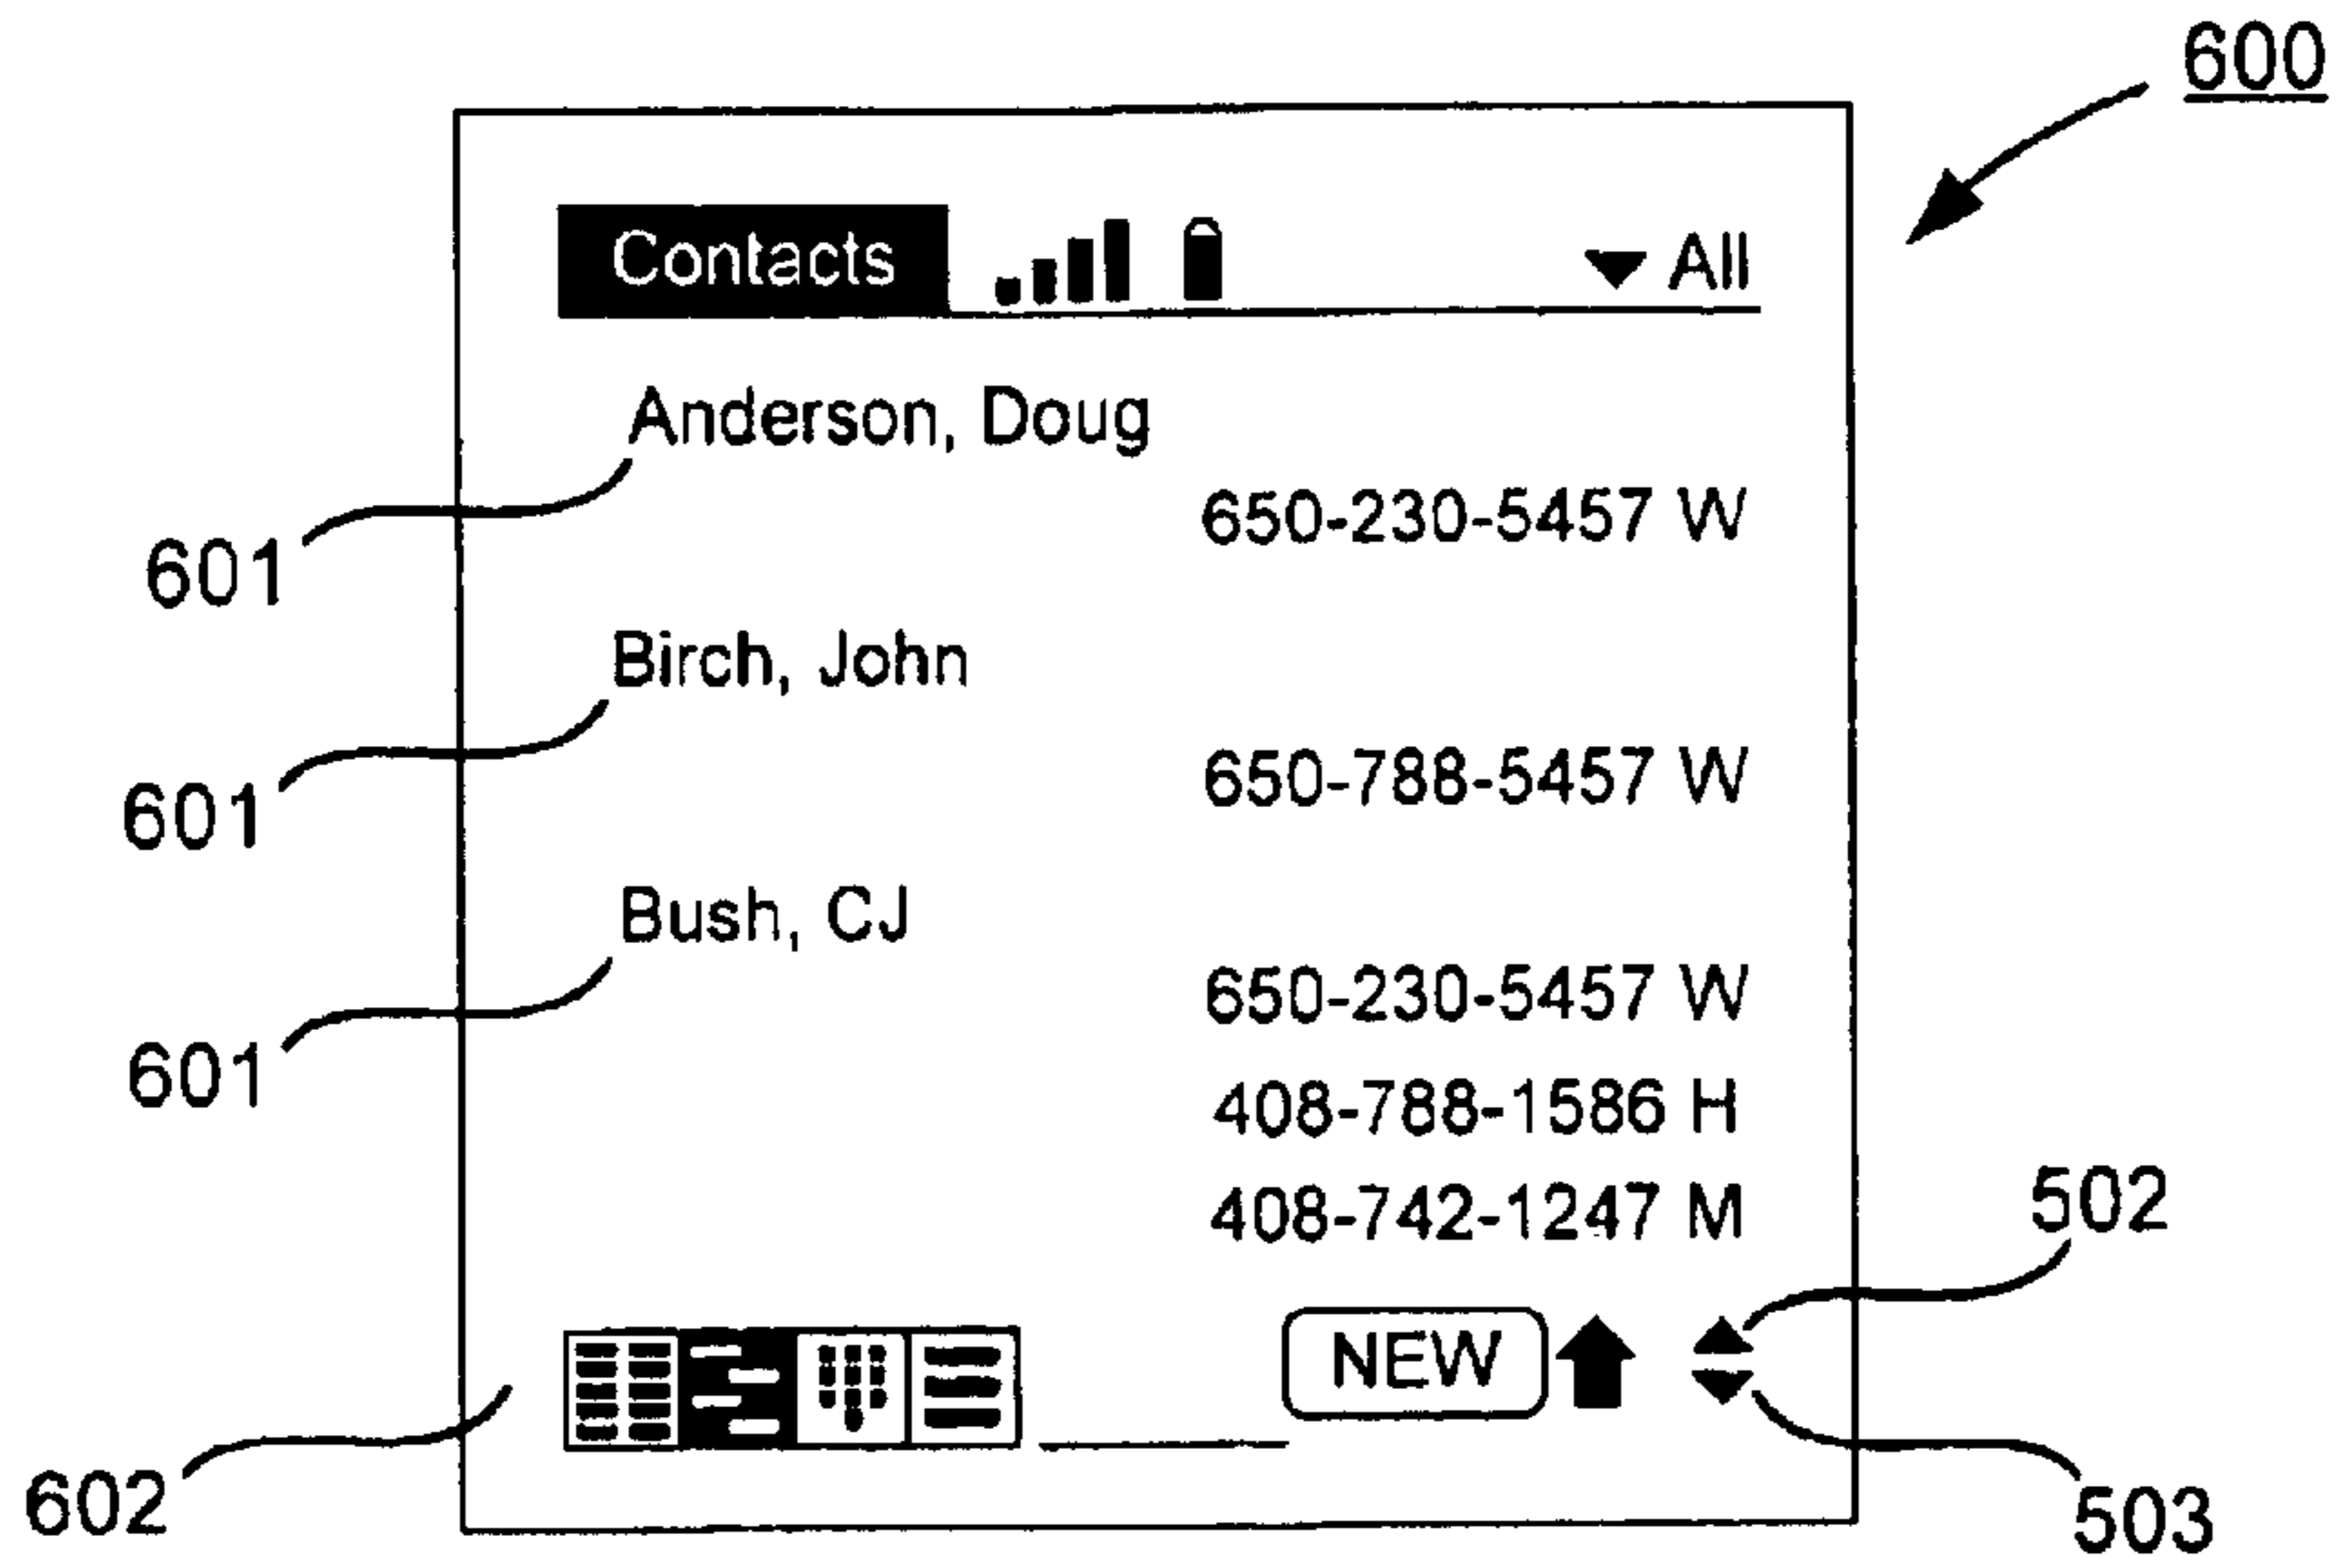 600
Contacts All
Anderson, Doug
650-230-5457 W
601
Birch, John
650-788-5457 W
601
Bush, CJ
650-230-5457 W
601
408-788-1586 H
408-742-1247 M
502
NEW
602
503